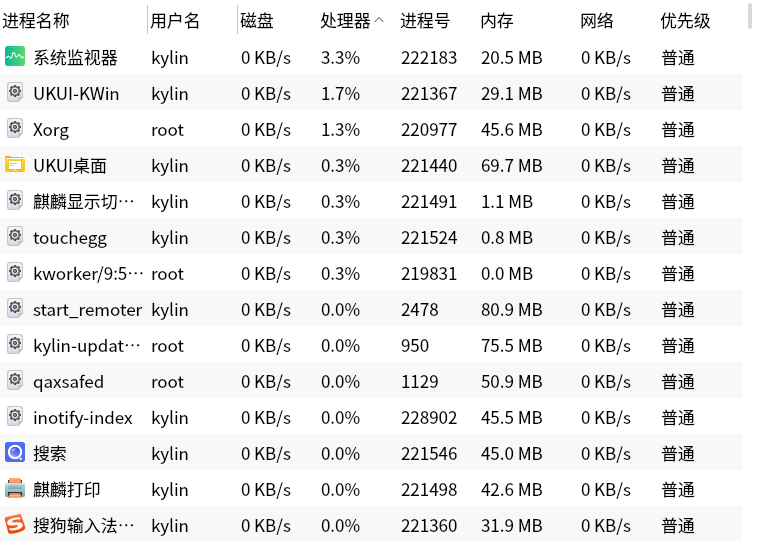 进程名称 用户名 磁盘 处理器 进程号 内存 网络 优先级
系统监视器 kylin 0 KB/s 3.3% 222183 20.5 MB 0 KB/s 普通
UKUI-KWin kylin 0 KB/s 1.7% 221367 29.1 MB 0 KB/s 普通
Xorg root 0 KB/s 1.3% 220977 45.6 MB 0 KB/s 普通
UKUI桌面 kylin 0 KB/s 0.3% 221440 69.7 MB 0 KB/s 普通
麒麟显示切… kylin 0 KB/s 0.3% 221491 1.1 MB 0 KB/s 普通
touchegg kylin 0 KB/s 0.3% 221524 0.8 MB 0 KB/s 普通
kworker/9:5… root 0 KB/s 0.3% 219831 0.0 MB 0 KB/s 普通
start_remoter kylin 0 KB/s 0.0% 2478 80.9 MB 0 KB/s 普通
kylin-updat… root 0 KB/s 0.0% 950 75.5 MB 0 KB/s 普通
qaxsafed root 0 KB/s 0.0% 1129 50.9 MB 0 KB/s 普通
inotify-index kylin 0 KB/s 0.0% 228902 45.5 MB 0 KB/s 普通
搜索 kylin 0 KB/s 0.0% 221546 45.0 MB 0 KB/s 普通
麒麟打印 kylin 0 KB/s 0.0% 221498 42.6 MB 0 KB/s 普通
搜狗输入法… kylin 0 KB/s 0.0% 221360 31.9 MB 0 KB/s 普通